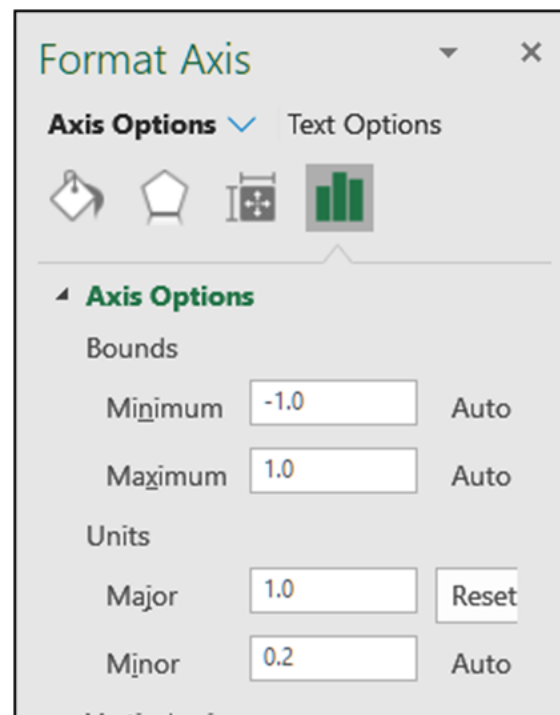 Format Axis
Axis Options Text Options
Axis Options
Bounds
Minimum -1.0 Auto
Maximum 1.0 Auto
Units
Major 1.0 Reset
Minor 0.2 Auto